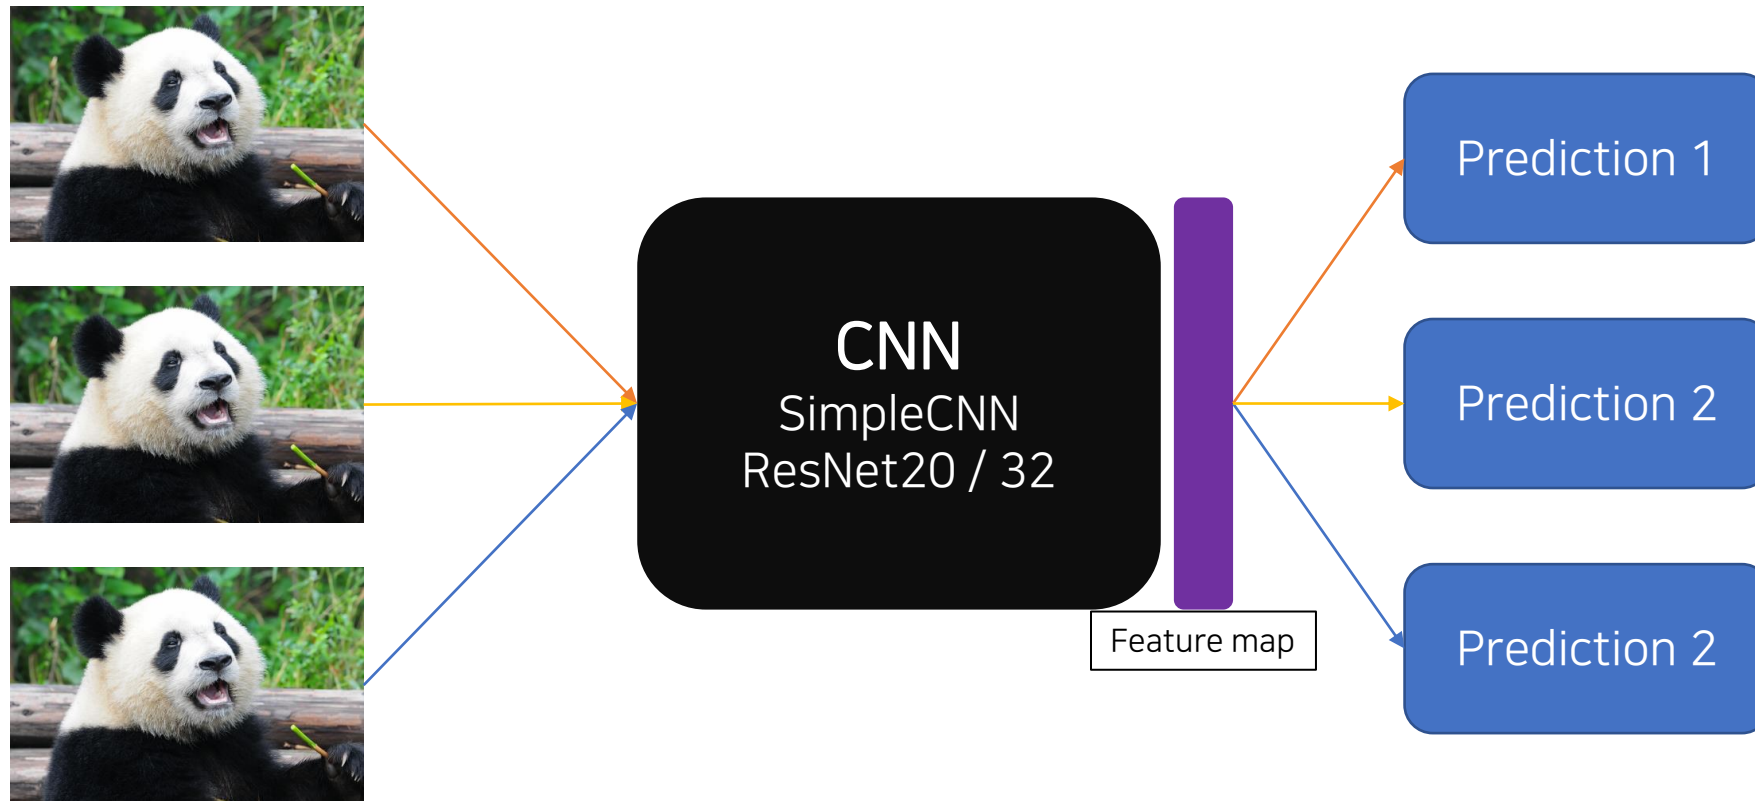 Prediction 1
CNN
SimpleCNN
ResNet20 / 32
Prediction 2
Feature map
Prediction 2